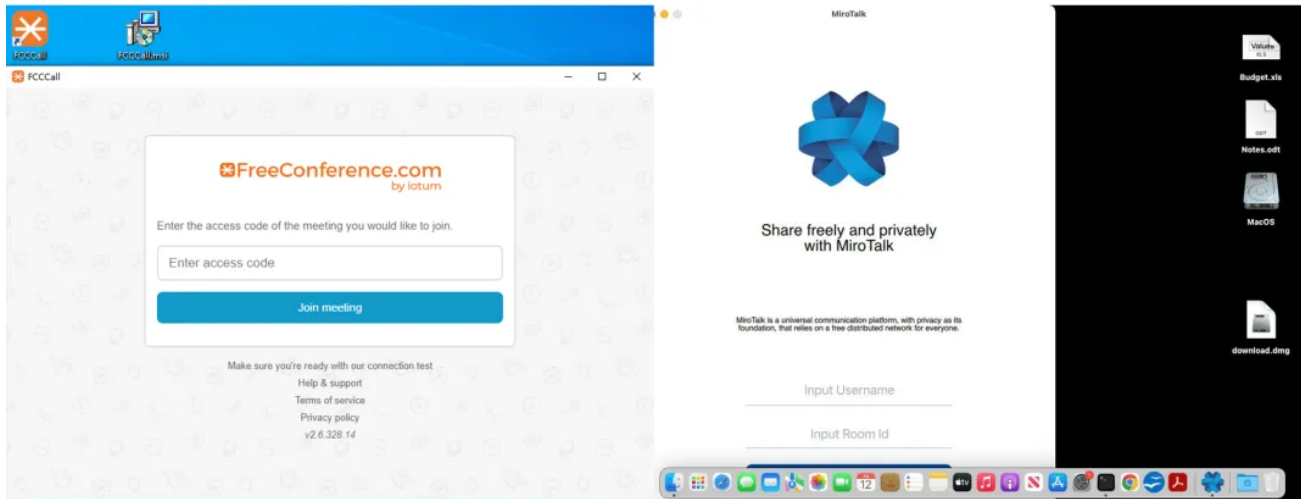 FCCCall
FCCCall.msi
FCCCall
FreeConference.com
by iotum
Enter the access code of the meeting you would like to join.
Enter access code
Join meeting
Make sure you're ready with our connection test
Help & support
Terms of service
Privacy policy
v2.6.328.14
MiroTalk
Share freely and privately
with MiroTalk
MiroTalk is a universal communication platform, with privacy as its
foundation, that relies on a free distributed network for everyone.
Input Username
Input Room Id
Values
XLS
Budget.xls
ODT
Notes.odt
MacOS
download.dmg
12
tv